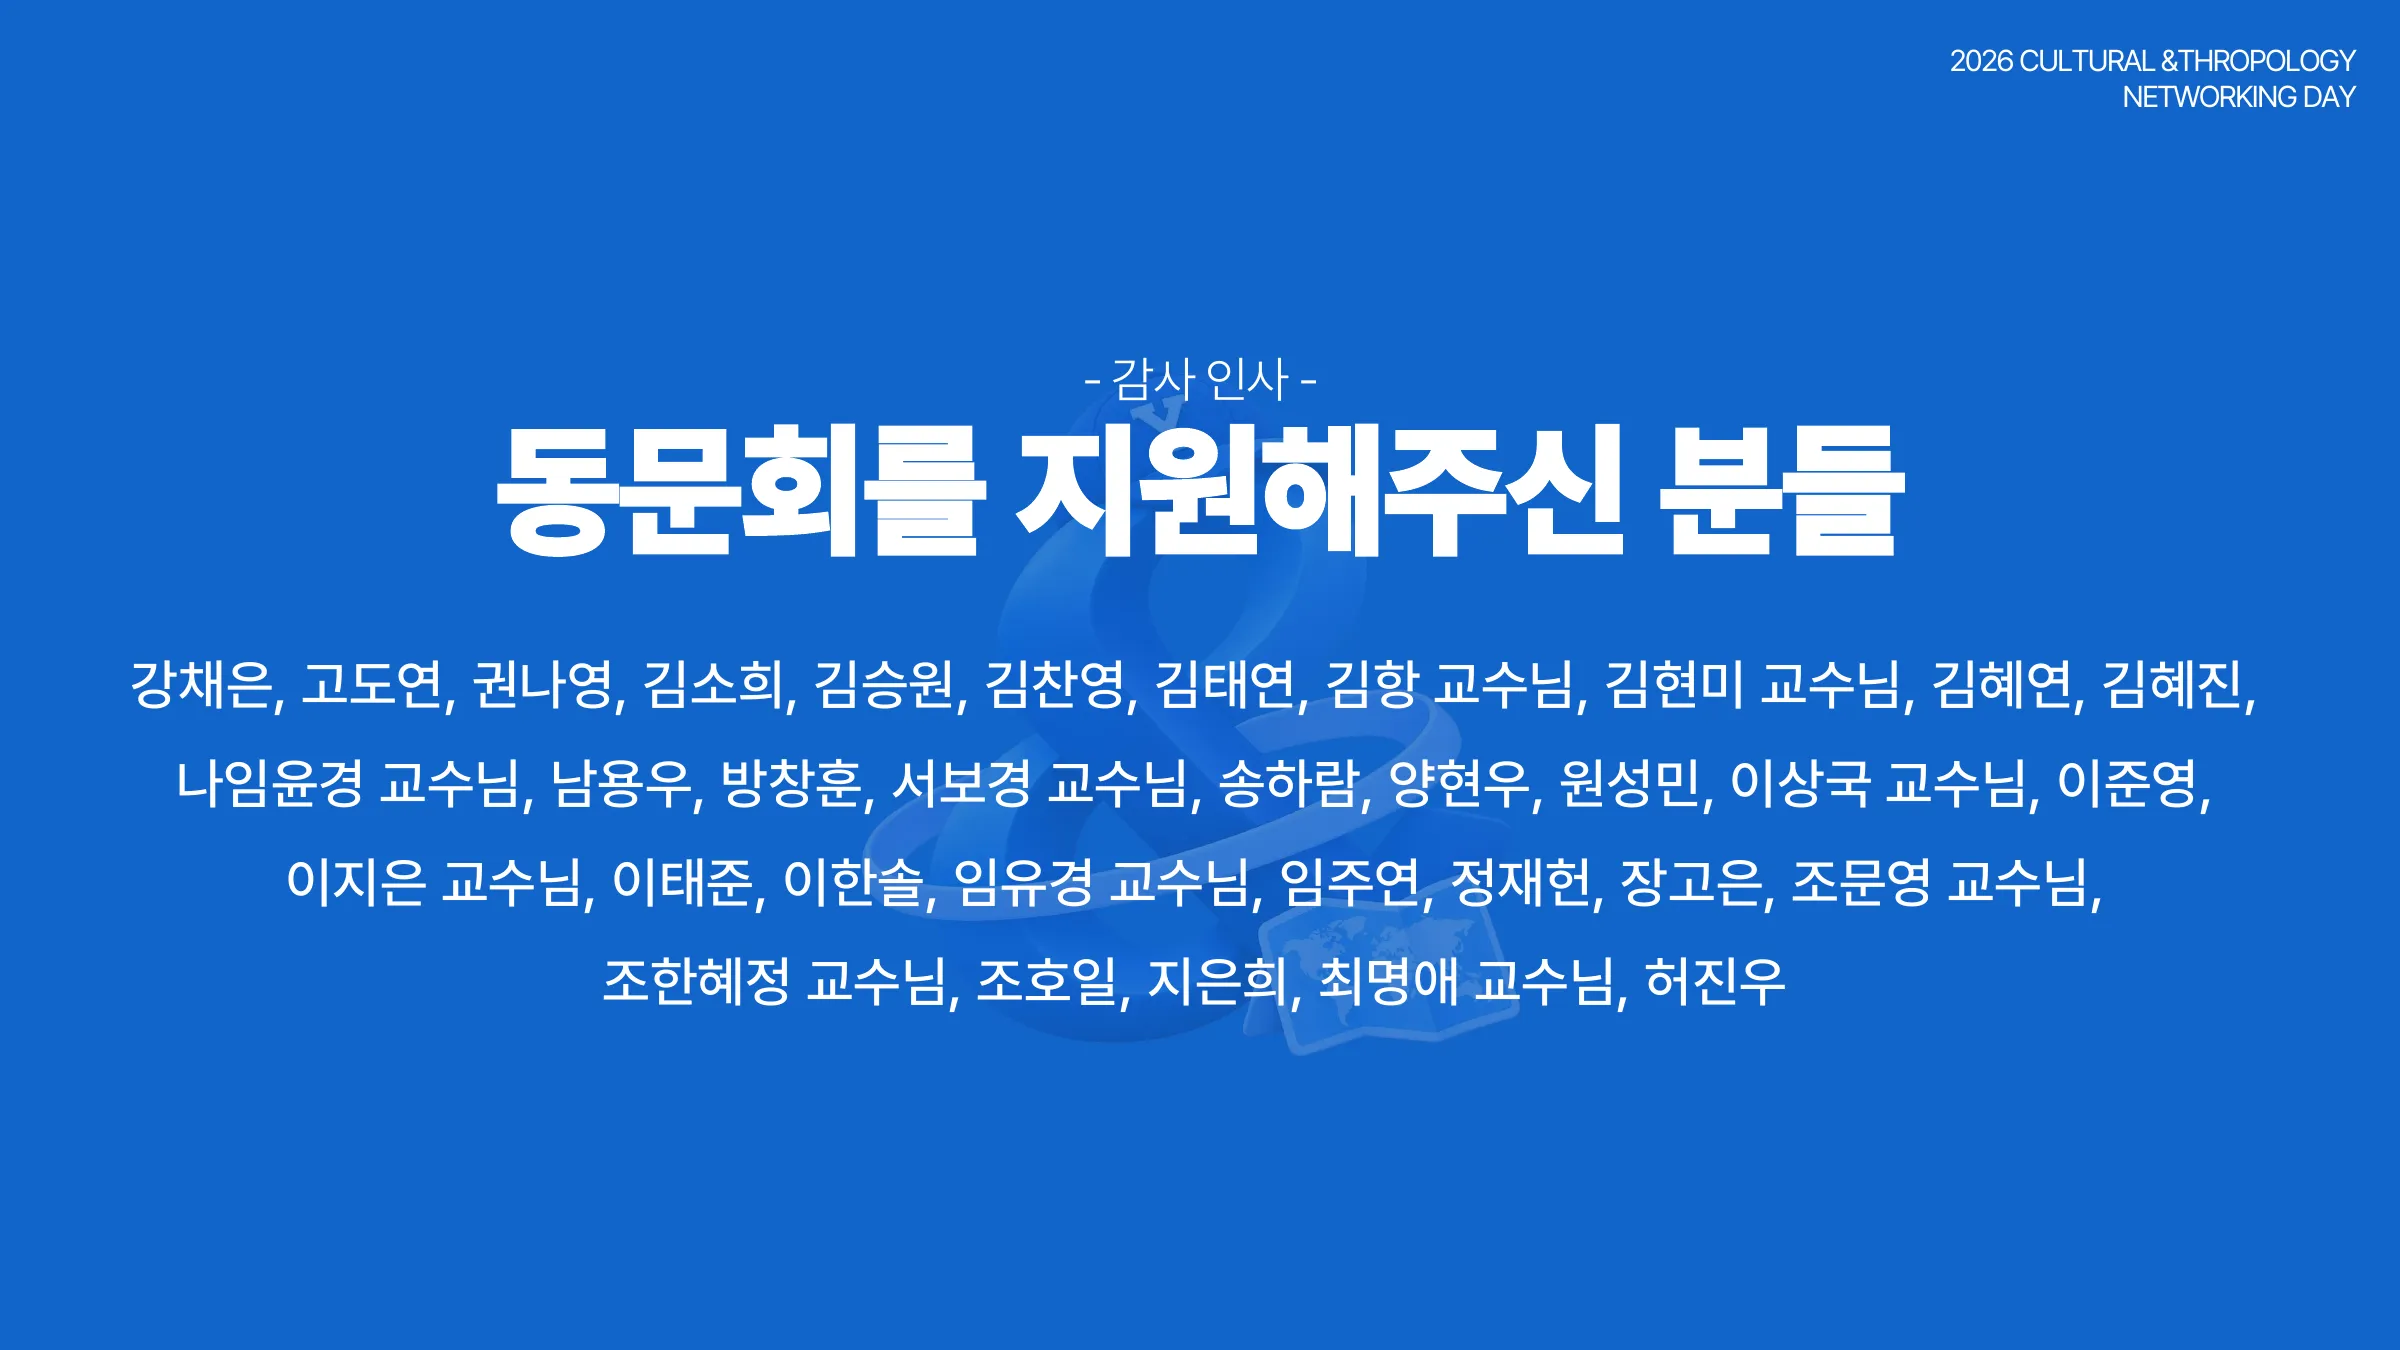 2026 CULTURAL &THROPOLOGY
NETWORKING DAY
- 감사 인사 -
동문회를 지원해주신 분들
강채은, 고도연, 권나영, 김소희, 김승원, 김찬영, 김태연, 김항 교수님, 김현미 교수님, 김혜연, 김혜진,
나임윤경 교수님, 남용우, 방창훈, 서보경 교수님, 송하람, 양현우, 원성민, 이상국 교수님, 이준영,
이지은 교수님, 이태준, 이한솔, 임유경 교수님, 임주연, 정재헌, 장고은, 조문영 교수님,
조한혜정 교수님, 조호일, 지은희, 최명애 교수님, 허진우